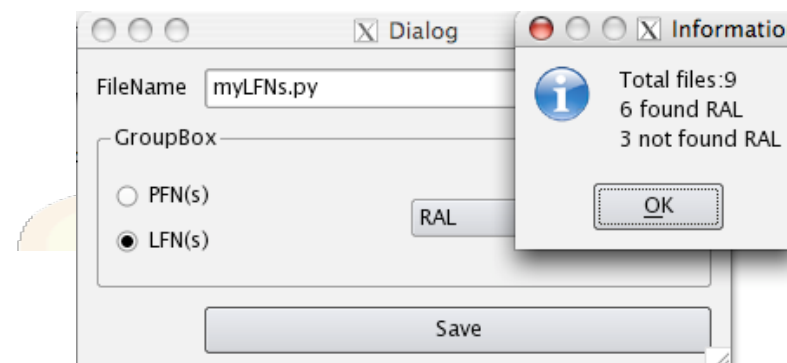 Dialog
FileName myLFNs.py
GroupBox
PFN(s)
LFN(s)
RAL
Save
Informatio
Total files:9
6 found RAL
3 not found RAL
OK